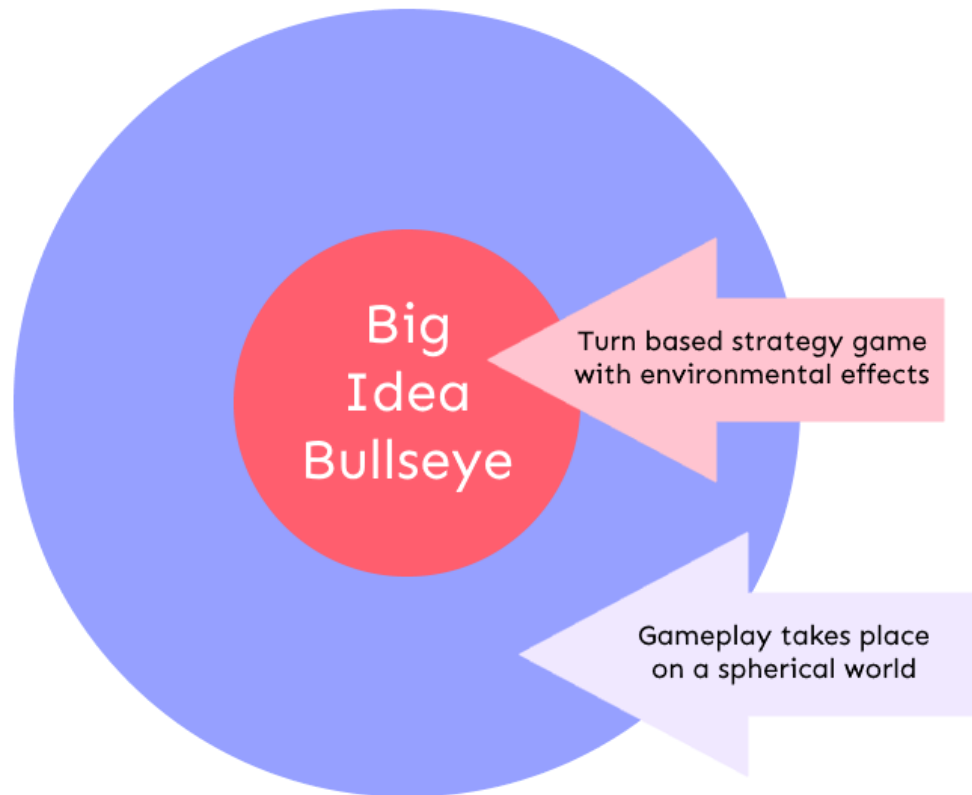 Big
Idea
Bullseye
Turn based strategy game
with environmental effects
Gameplay takes place
on a spherical world